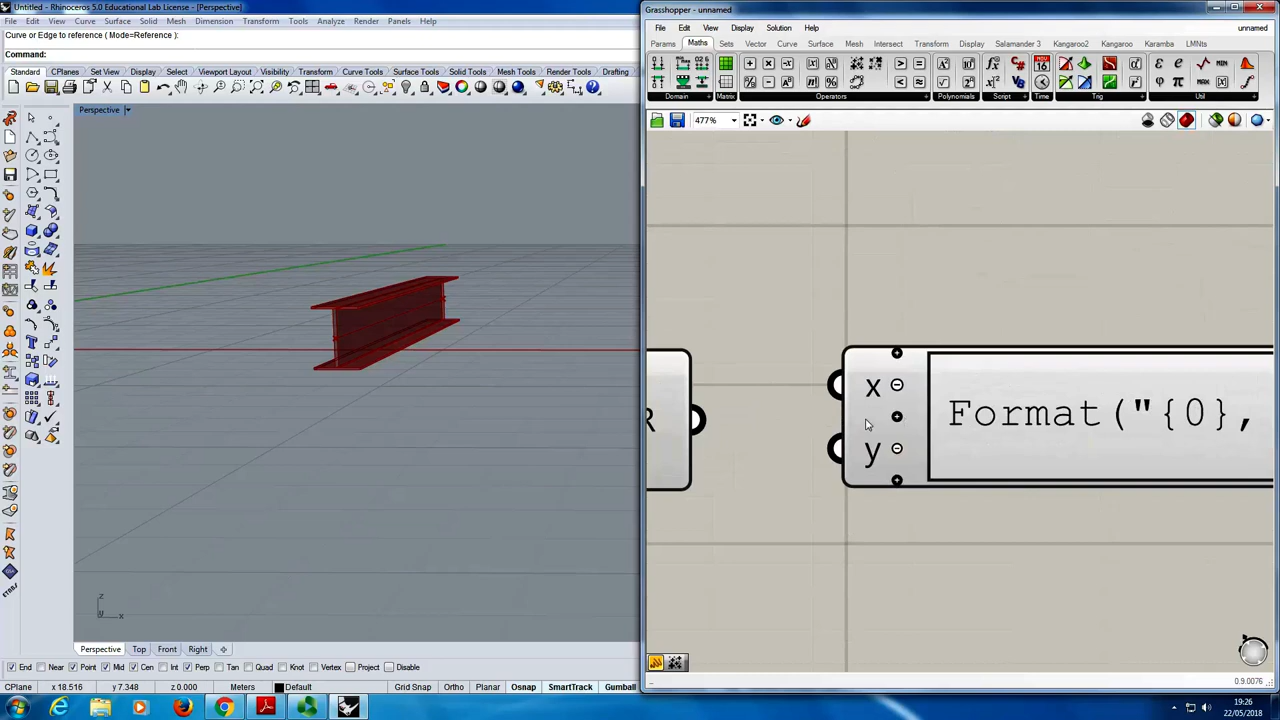 Untitled - Rhinoceros 5.0 Educational Lab License - [Perspective]
File Edit View Curve Surface Solid Mesh Dimension Transform Tools Analyze Render Panels Help
Curve or Edge to reference ( Mode=Reference ):
Command:
Standard CPlanes Set View Display Select Viewport Layout Visibility Transform Curve Tools Surface Tools Solid Tools Mesh Tools Render Tools Drafting
Perspective
z
x
Perspective Top Front Right
End Near Point Mid Cen Int Perp Tan Quad Knot Vertex Project Disable
CPlane x 18.516 y 7.348 z 0.000 Meters Default Grid Snap Ortho Planar Osnap SmartTrack Gumball
Grasshopper - unnamed
File Edit View Display Solution Help unnamed
Params Maths Sets Vector Curve Surface Mesh Intersect Transform Display Salamander 3 Kangaroo2 Kangaroo Karamba LMNts
Domain Matrix Operators Polynomials Script Time Trig Util
477%
R
x
y
Format("{0},
0.9.0076
19:26
22/05/2018